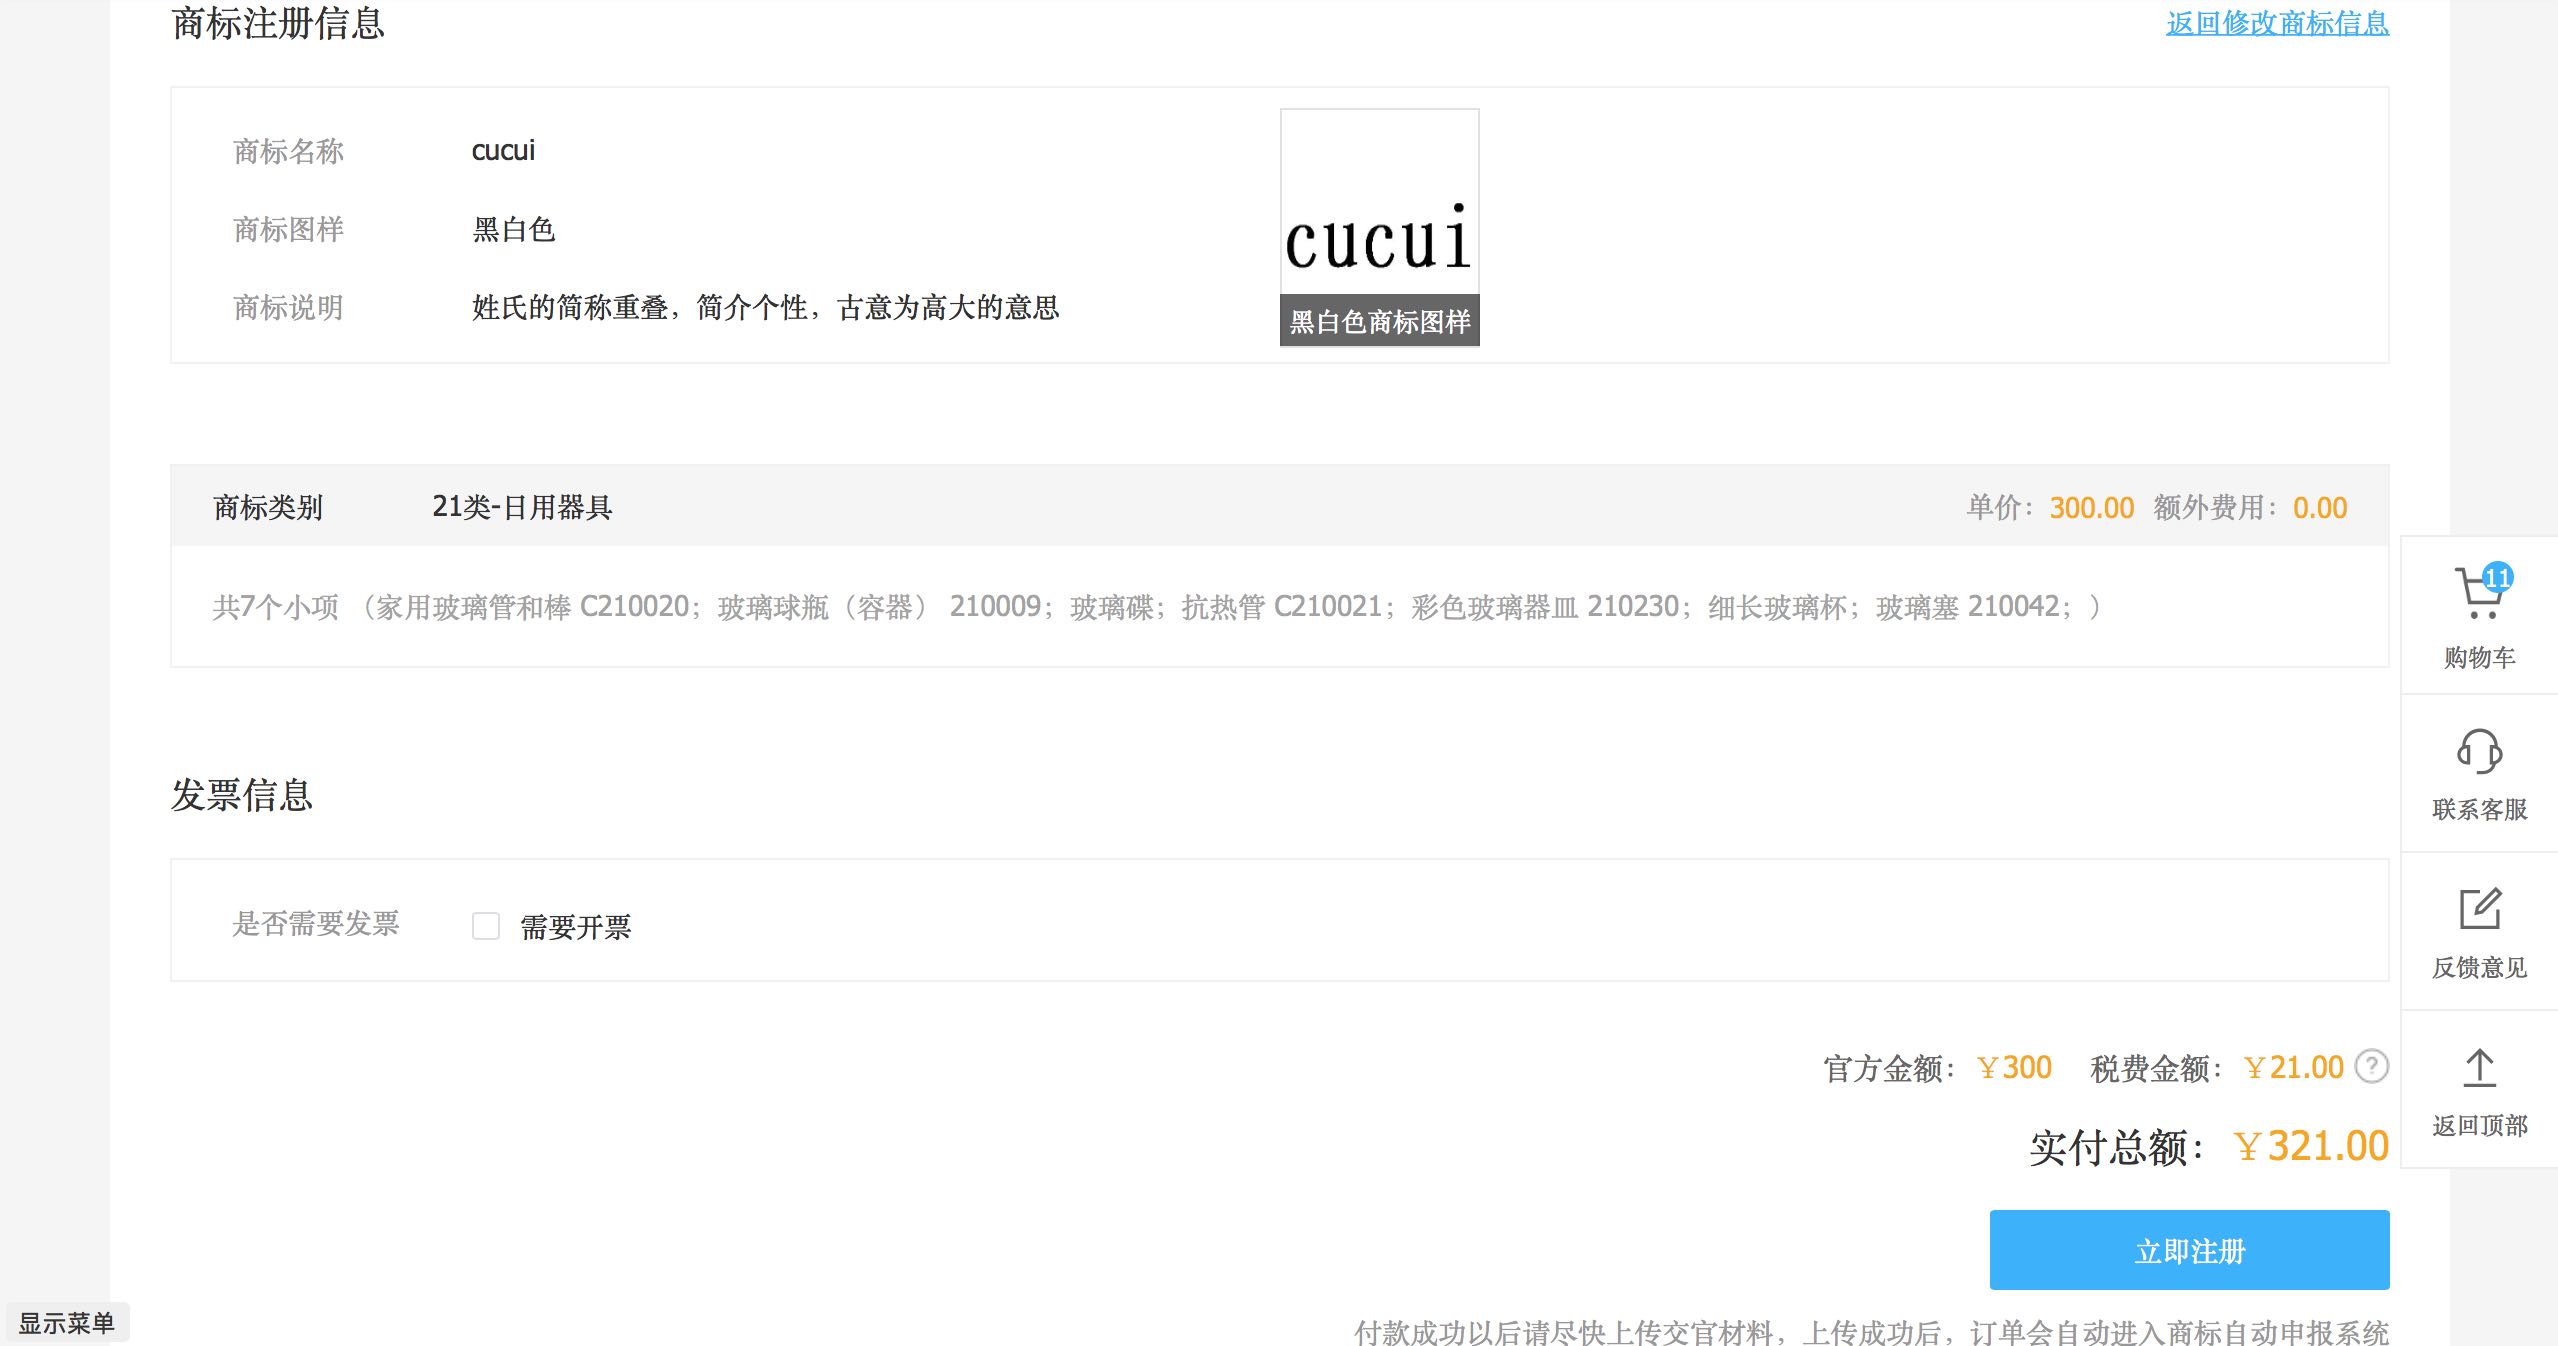 商标注册信息
返回修改商标信息
商标名称 cucui
商标图样 黑白色
商标说明 姓氏的简称重叠，简介个性，古意为高大的意思
cucui
黑白色商标图样
商标类别 21类-日用器具 单价：300.00 额外费用：0.00
共7个小项 （家用玻璃管和棒 C210020；玻璃球瓶（容器） 210009；玻璃碟；抗热管 C210021；彩色玻璃器皿 210230；细长玻璃杯；玻璃塞 210042；）
发票信息
是否需要发票 需要开票
官方金额：￥300 税费金额：￥21.00 ?
实付总额：￥321.00
立即注册
付款成功以后请尽快上传交官材料，上传成功后，订单会自动进入商标自动申报系统
11
购物车
联系客服
反馈意见
返回顶部
显示菜单